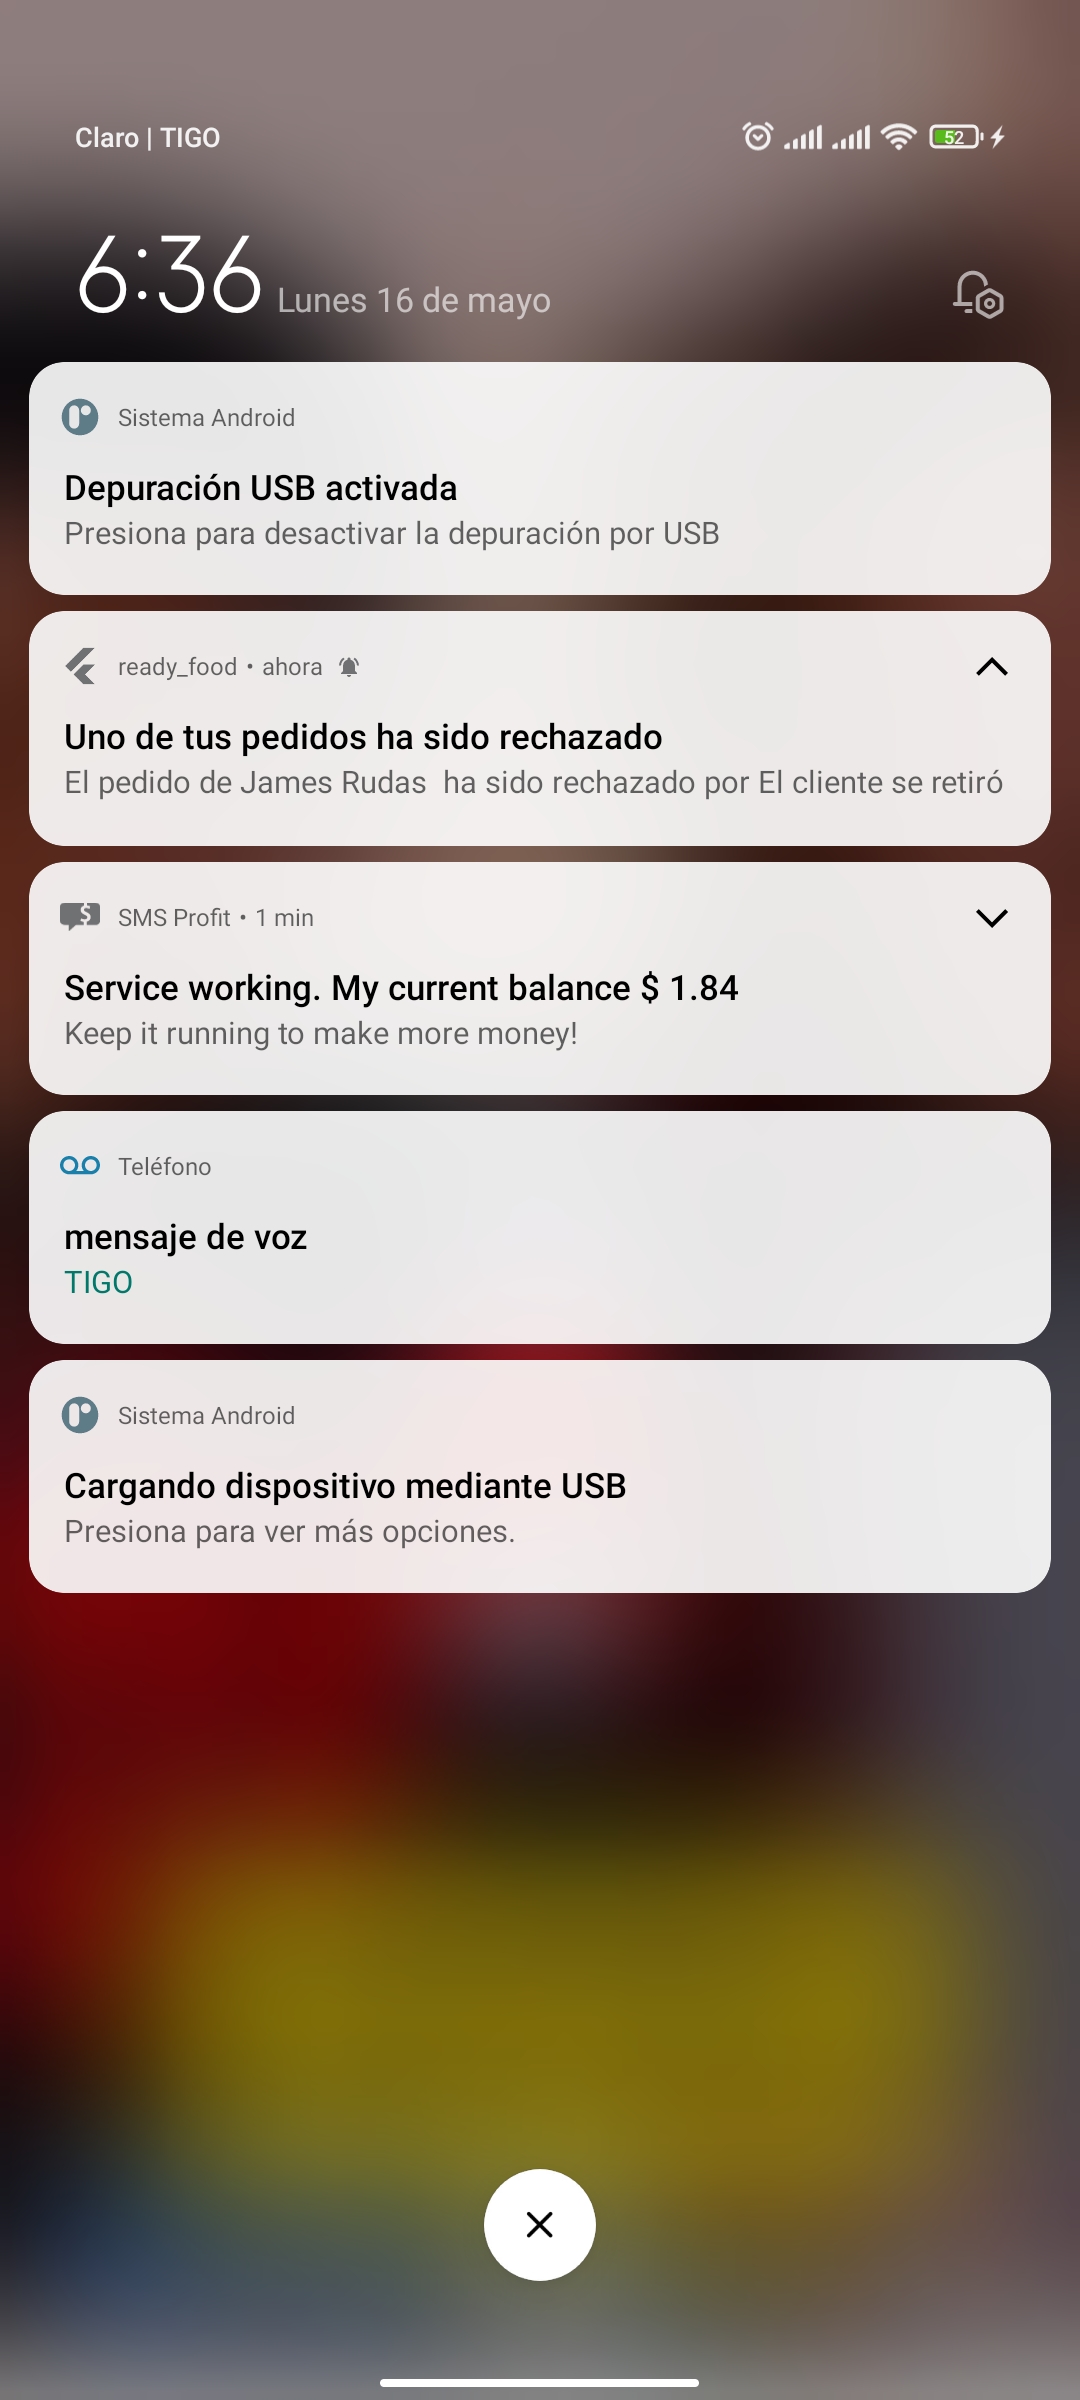 Claro | TIGO
52
6:36 Lunes 16 de mayo
Sistema Android
Depuración USB activada
Presiona para desactivar la depuración por USB
ready_food • ahora
Uno de tus pedidos ha sido rechazado
El pedido de James Rudas  ha sido rechazado por El cliente se retiró
SMS Profit • 1 min
Service working. My current balance $ 1.84
Keep it running to make more money!
Teléfono
mensaje de voz
TIGO
Sistema Android
Cargando dispositivo mediante USB
Presiona para ver más opciones.